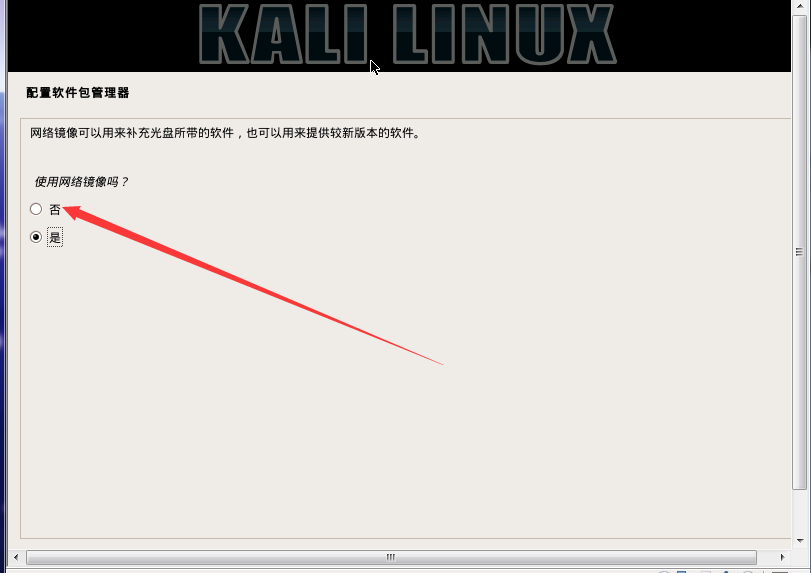 KALI LINUX
配置软件包管理器
网络镜像可以用来补充光盘所带的软件，也可以用来提供较新版本的软件。
使用网络镜像吗？
否
是